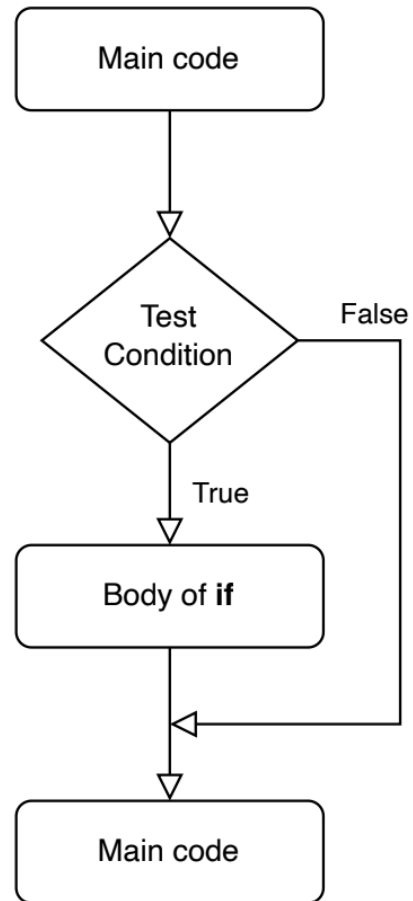 Main code
Test
Condition
False
True
Body of if
Main code